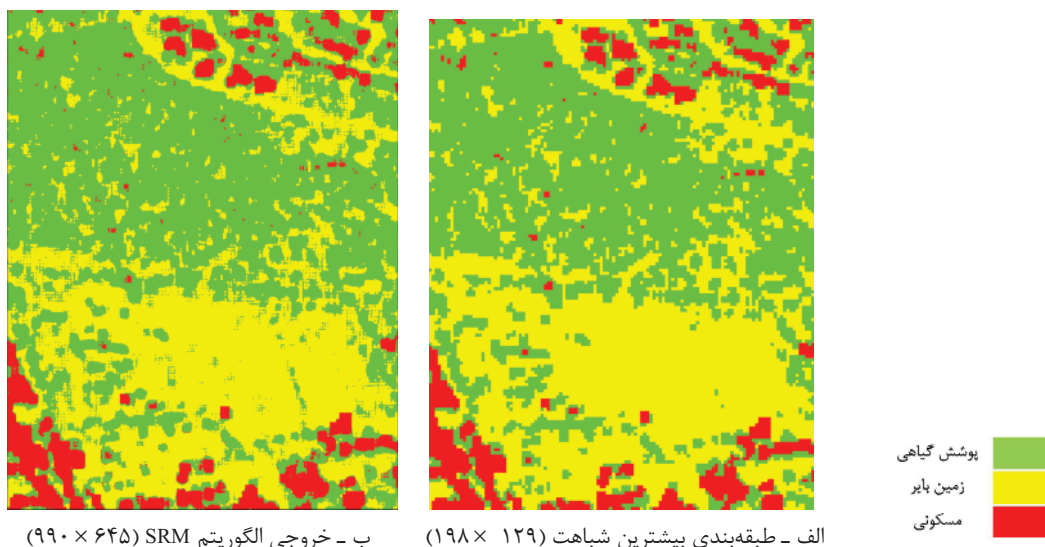 پوشش گیاهی
زمین بایر
مسکونی
الف ـ طبقه‌بندی بیشترین شباهت (۱۲۹ × ۱۹۸)
ب ـ خروجی الگوریتم SRM (۶۴۵ × ۹۹۰)